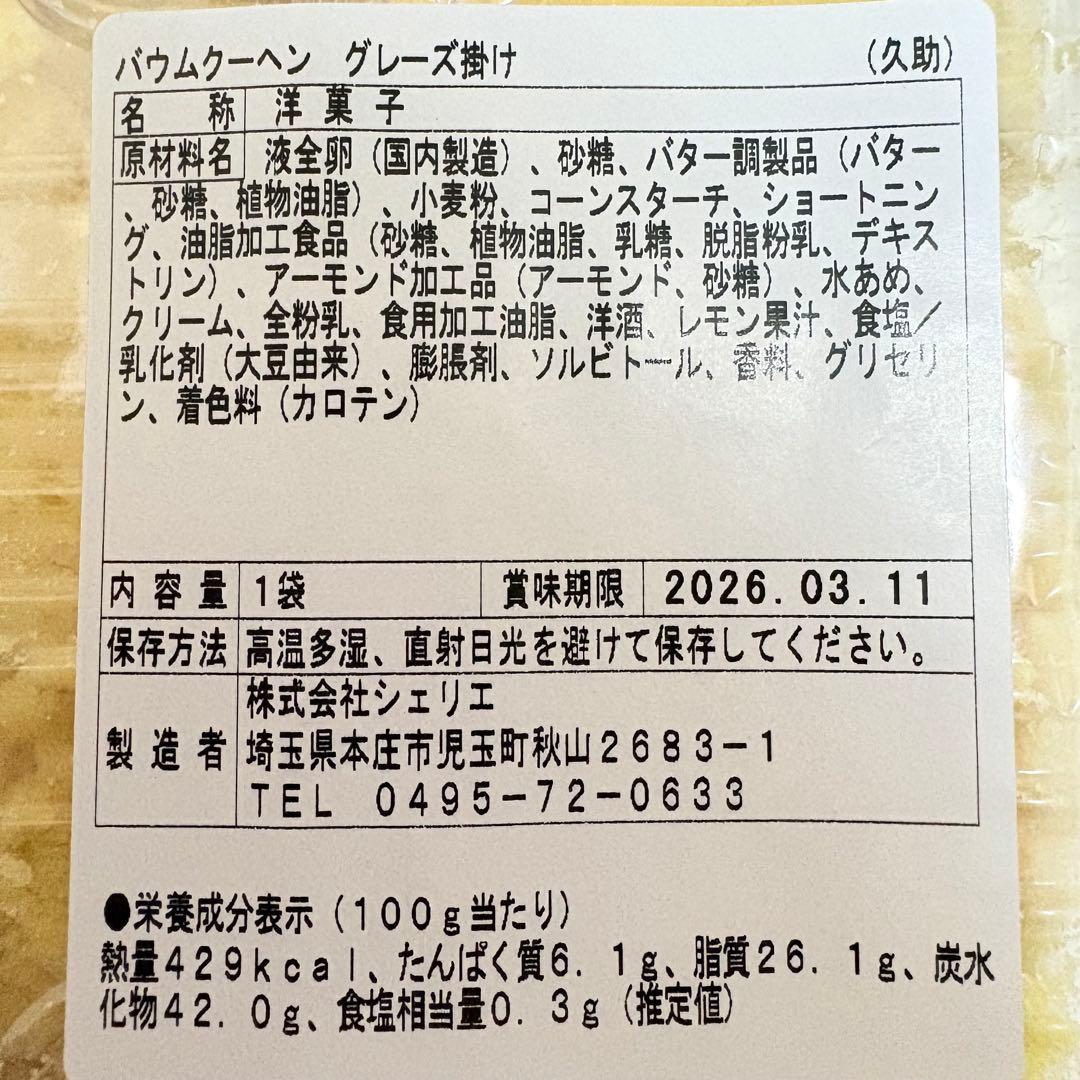 バウムクーヘン　グレーズ掛け　（久助）
名称　洋菓子
原材料名　液全卵（国内製造）、砂糖、バター調製品（バター
、砂糖、植物油脂）、小麦粉、コーンスターチ、ショートニン
グ、油脂加工食品（砂糖、植物油脂、乳糖、脱脂粉乳、デキス
トリン）、アーモンド加工品（アーモンド、砂糖）、水あめ、
クリーム、全粉乳、食用加工油脂、洋酒、レモン果汁、食塩／
乳化剤（大豆由来）、膨脹剤、ソルビトール、香料、グリセリ
ン、着色料（カロテン）
内容量　1袋　賞味期限　2026.03.11
保存方法　高温多湿、直射日光を避けて保存してください。
株式会社シェリエ
製造者　埼玉県本庄市児玉町秋山２６８３－１
ＴＥＬ　０４９５－７２－０６３３
●栄養成分表示（１００ｇ当たり）
熱量４２９ｋｃａｌ、たんぱく質６．１ｇ、脂質２６．１ｇ、炭水
化物４２．０ｇ、食塩相当量０．３ｇ（推定値）